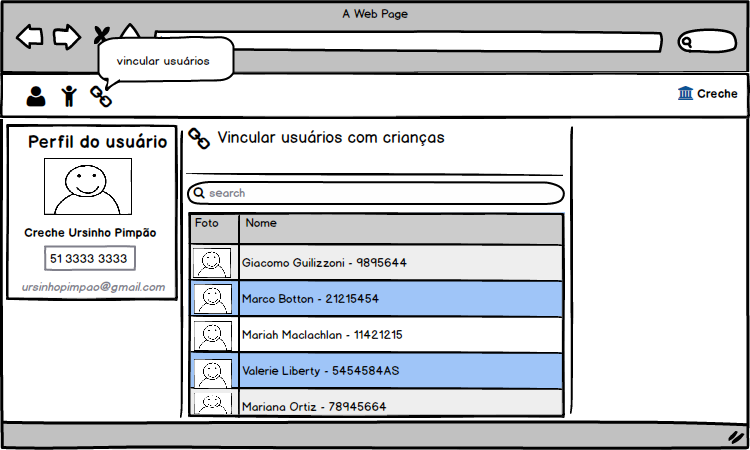 A Web Page
vincular usuários
Creche
Perfil do usuário
Creche Ursinho Pimpão
51 3333 3333
ursinhopimpao@gmail.com
Vincular usuários com crianças
search
Foto Nome
Giacomo Guilizzoni - 9895644
Marco Botton - 21215454
Mariah Maclachlan - 11421215
Valerie Liberty - 5454584AS
Mariana Ortiz - 78945664